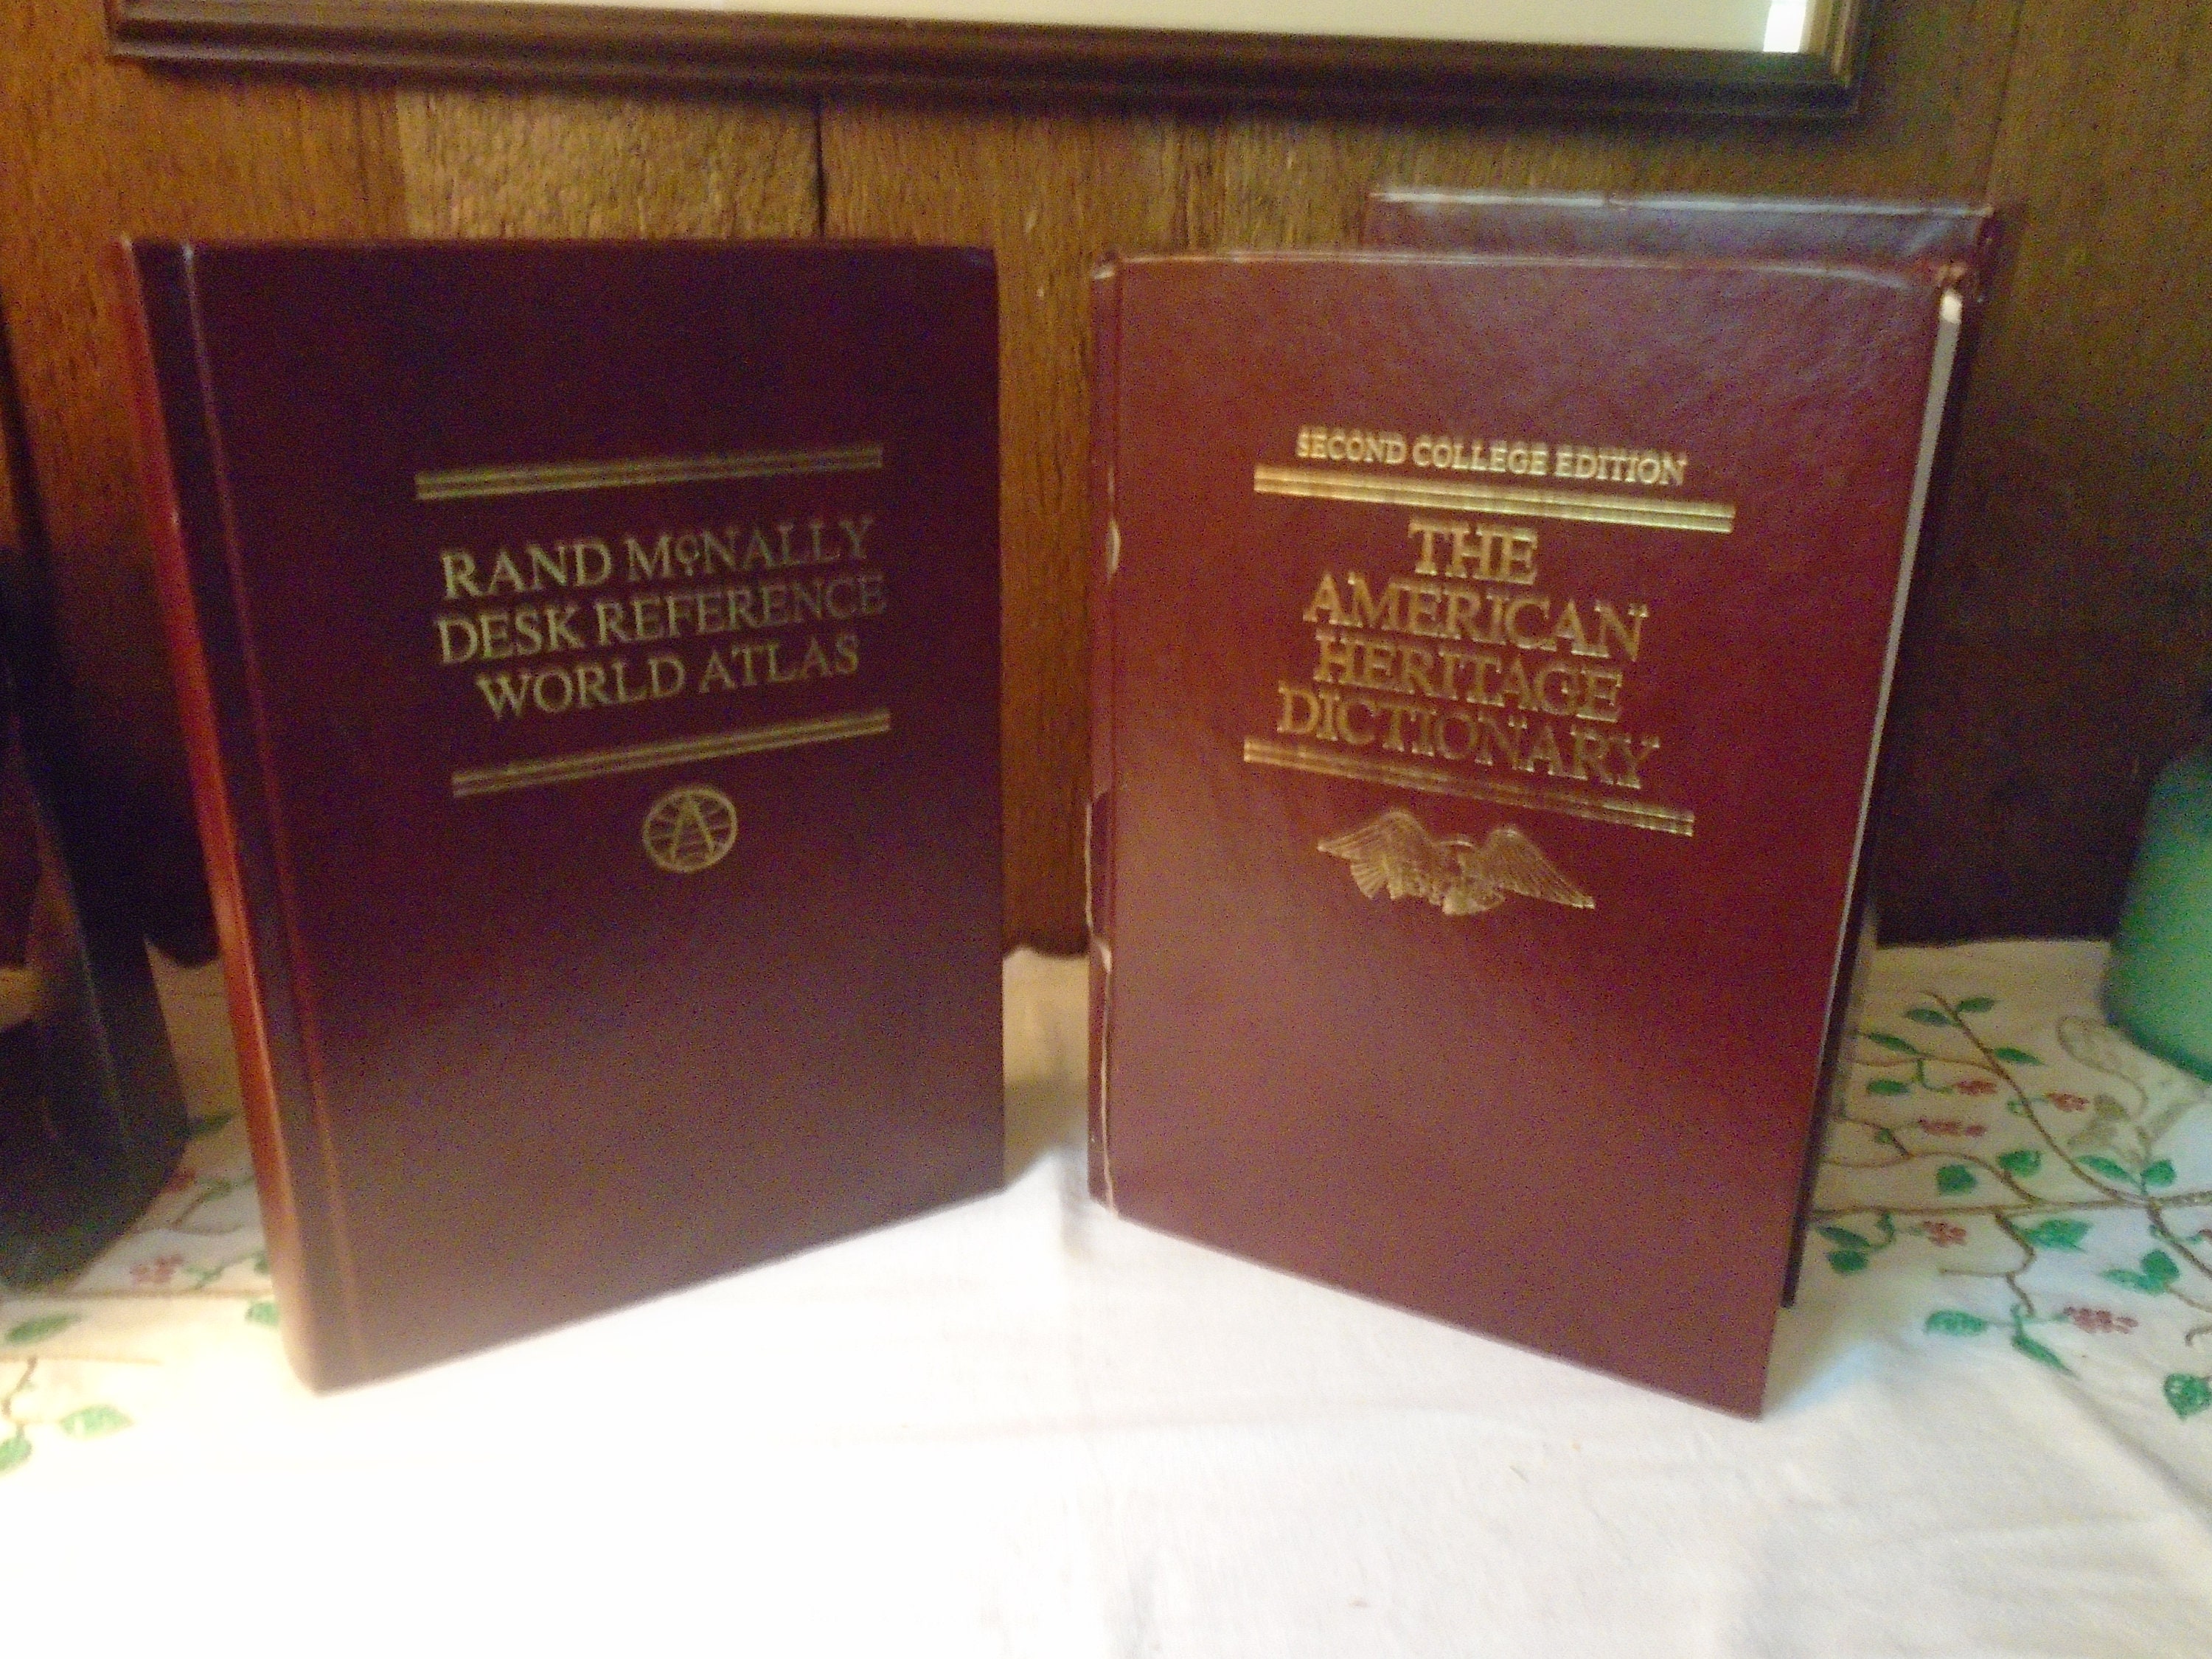 RAND McNALLY
DESK REFERENCE
WORLD ATLAS
SECOND COLLEGE EDITION
THE
AMERICAN
HERITAGE
DICTIONARY